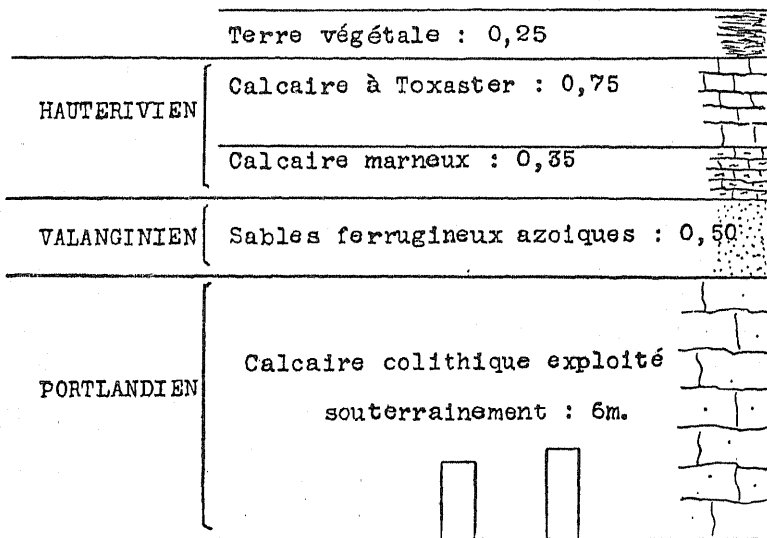 Terre végétale : 0,25
HAUTERIVIEN
Calcaire à Toxaster : 0,75
Calcaire marneux : 0,35
VALANGINIEN
Sables ferrugineux azoiques : 0,50
PORTLANDIEN
Calcaire colithique exploité
souterrainement : 6m.